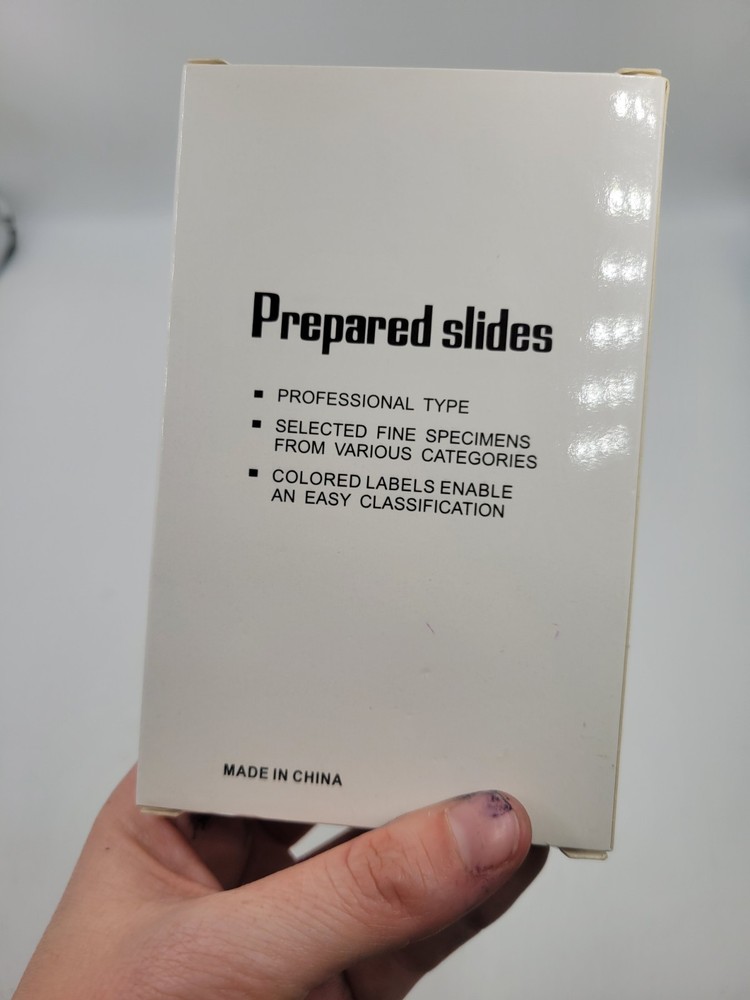 Prepared slides
▪ PROFESSIONAL TYPE
▪ SELECTED FINE SPECIMENS
FROM VARIOUS CATEGORIES
▪ COLORED LABELS ENABLE
AN EASY CLASSIFICATION
MADE IN CHINA